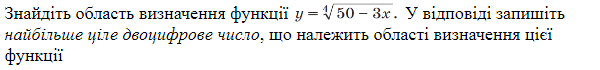 Знайдіть область визначення функції y = ∜(50 − 3x). У відповіді запишіть
найбільше ціле двоцифрове число, що належить області визначення цієї
функції